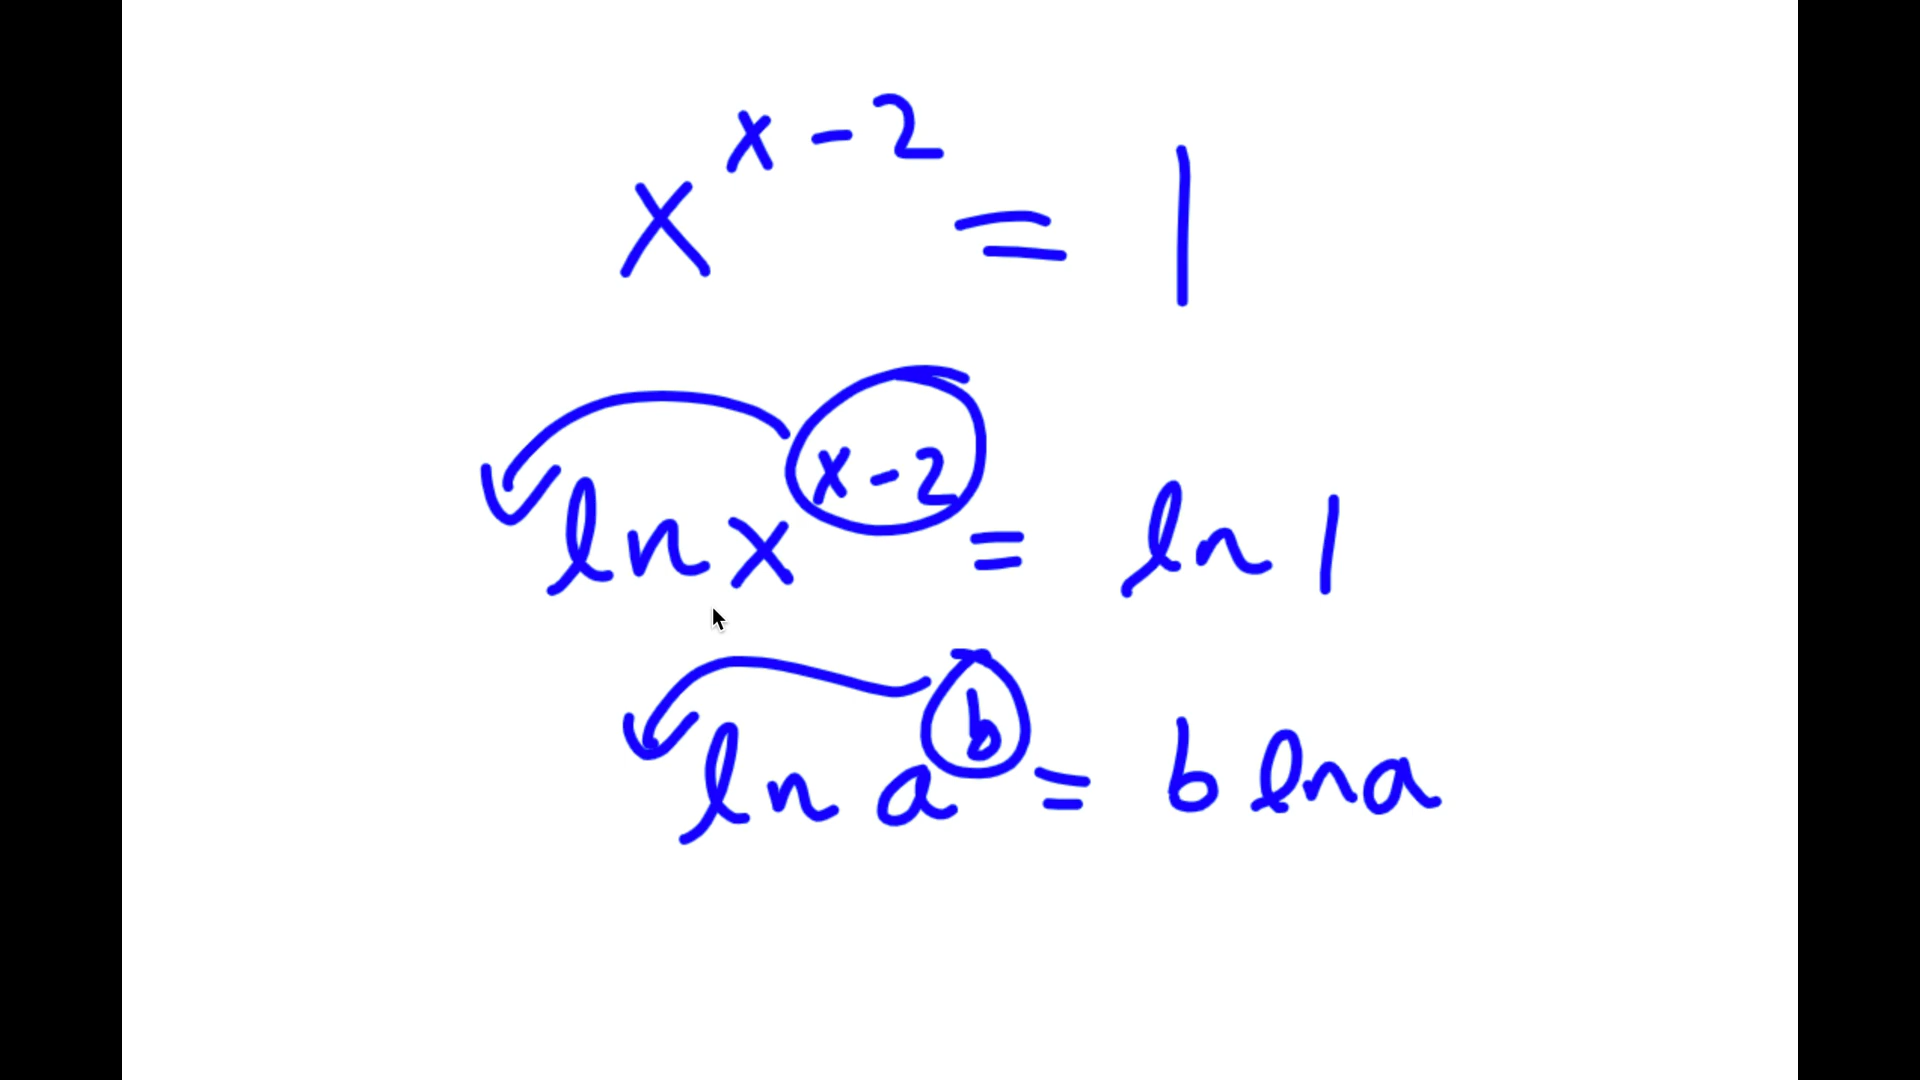 x^{x-2} = 1
ln x^{x-2} = ln 1
ln a^b = b ln a